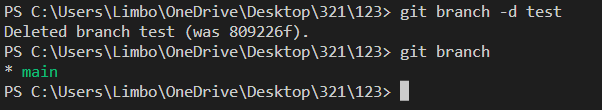 PS C:\Users\Limbo\OneDrive\Desktop\321\123> git branch -d test
Deleted branch test (was 809226f).
PS C:\Users\Limbo\OneDrive\Desktop\321\123> git branch
* main
PS C:\Users\Limbo\OneDrive\Desktop\321\123>